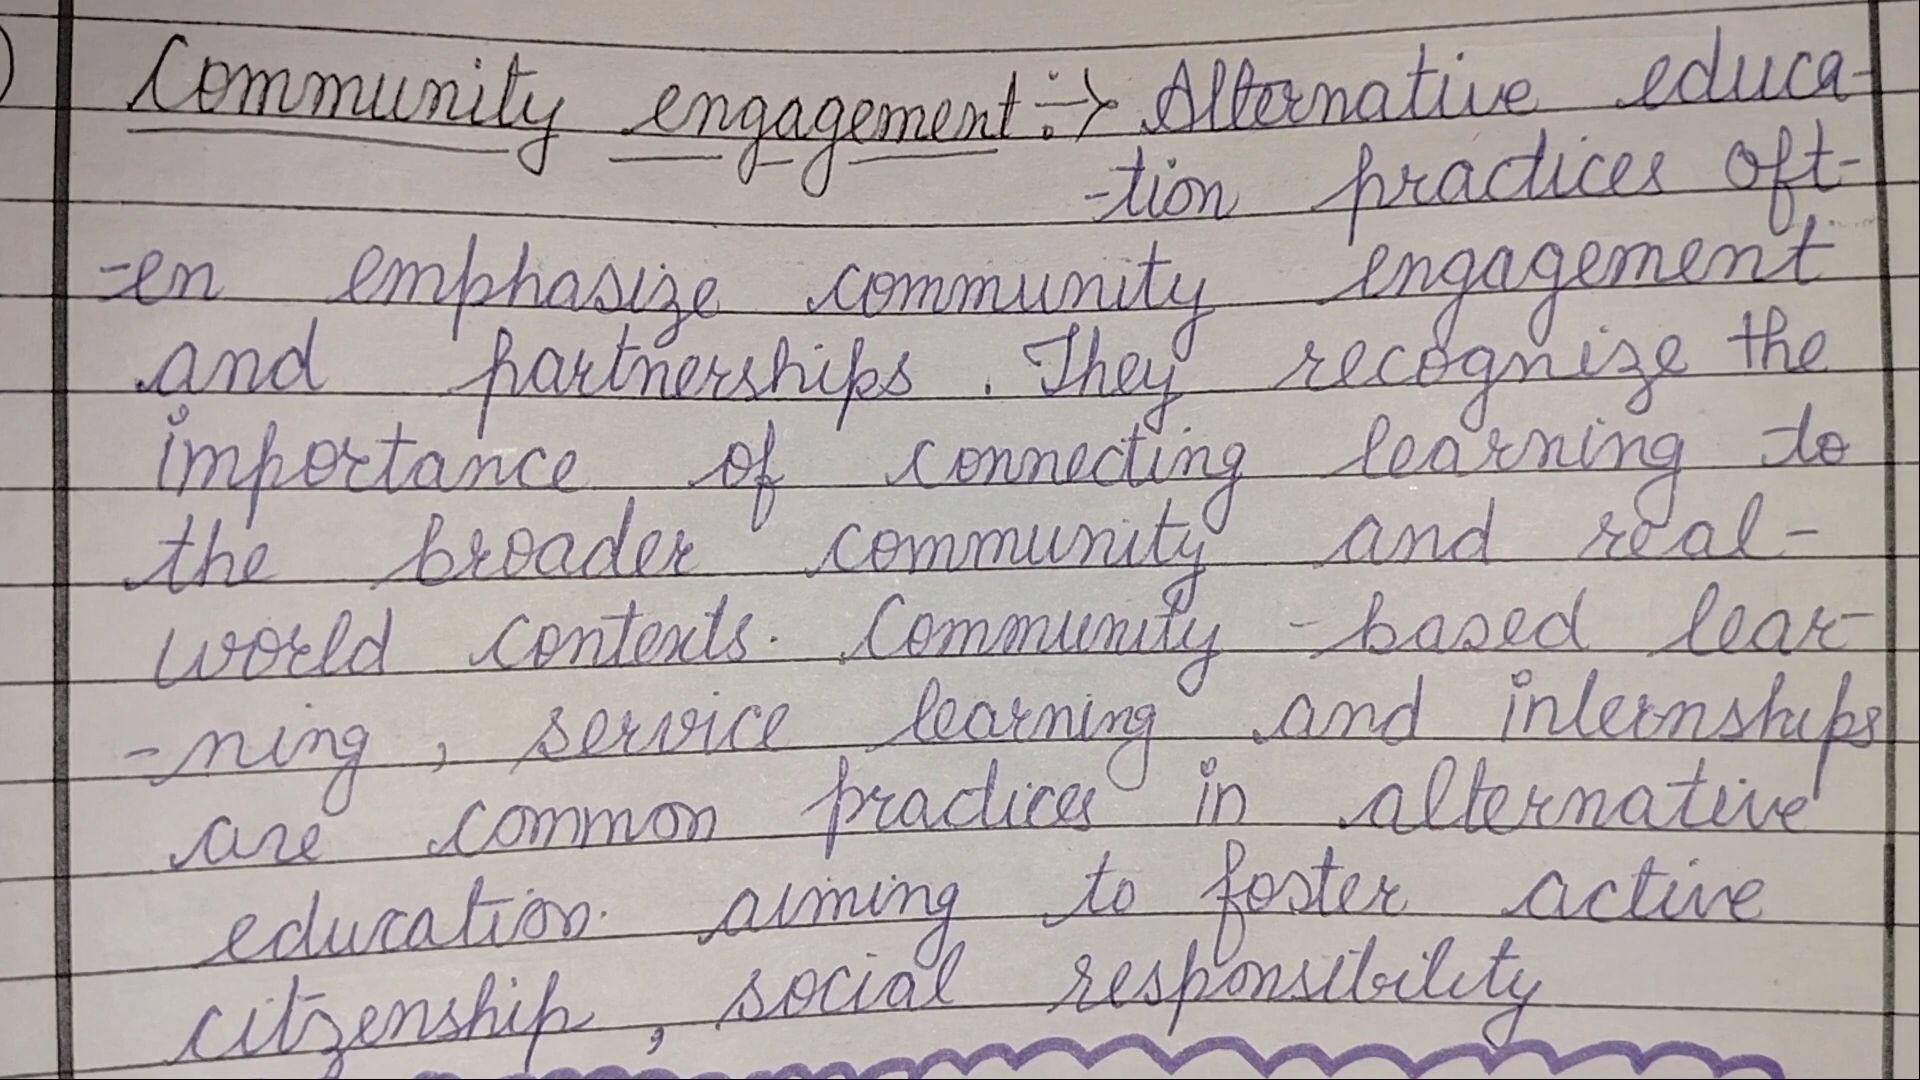 Community engagement :-> Alternative educa-
-tion practices oft-
-en emphasize community engagement
and partnerships. They recognize the
importance of connecting learning to
the broader community and real-
world contexts. Community-based lear-
-ning, service learning and internships
are common practices in alternative
education. aiming to foster active
citzenship, social responsibility